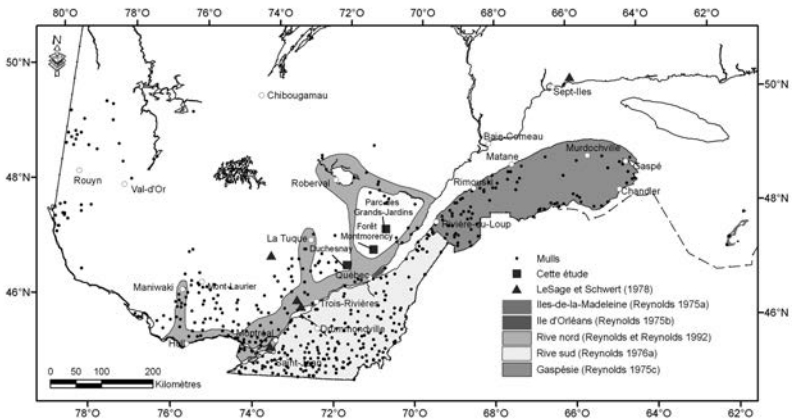 80°O 78°O 76°O 74°O 72°O 70°O 68°O 66°O 64°O 62°O
N
50°N 50°N
Sept-Iles
Chibougamau
Baie-Comeau
Murdochville
Matane
Gaspé
Rouyn
48°N 48°N
Val-d'Or
Roberval
Rimouski
Chandler
Parc des
Grands-Jardins
Rivière-du-Loup
Forêt
Montmorency
La Tuque
Duchesnay
Québec
Maniwaki
Mont-Laurier
46°N 46°N
Trois-Rivières
Drummondville
Montréal
Hull
Mulls
Cette étude
LeSage et Schwert (1978)
Iles-de-la-Madeleine (Reynolds 1975a)
Ile d'Orléans (Reynolds 1975b)
Rive nord (Reynolds et Reynolds 1992)
Rive sud (Reynolds 1976a)
Gaspésie (Reynolds 1975c)
0 50 100 200
Kilomètres
78°O 76°O 74°O 72°O 70°O 68°O 66°O 64°O